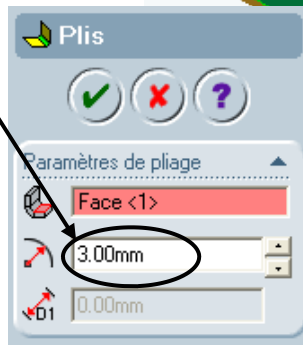 Plis
?
Paramètres de pliage
Face <1>
3.00mm
D1 0.00mm